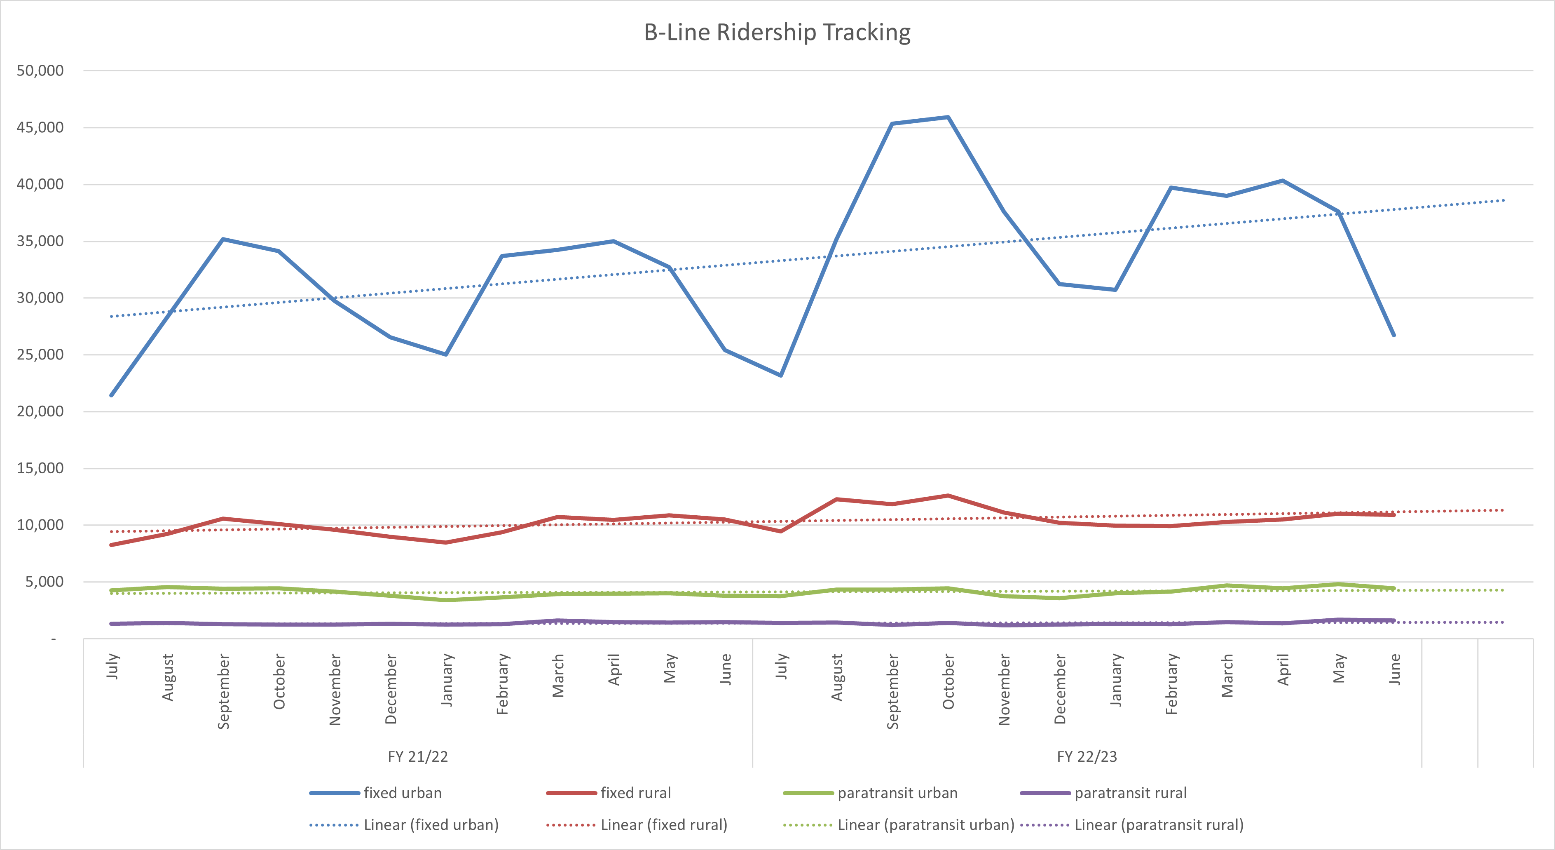 B-Line Ridership Tracking
50,000
45,000
40,000
35,000
30,000
25,000
20,000
15,000
10,000
5,000
-
July
August
September
October
November
December
January
February
March
April
May
June
July
August
September
October
November
December
January
February
March
April
May
June
FY 21/22
FY 22/23
fixed urban
fixed rural
paratransit urban
paratransit rural
Linear (fixed urban)
Linear (fixed rural)
Linear (paratransit urban)
Linear (paratransit rural)